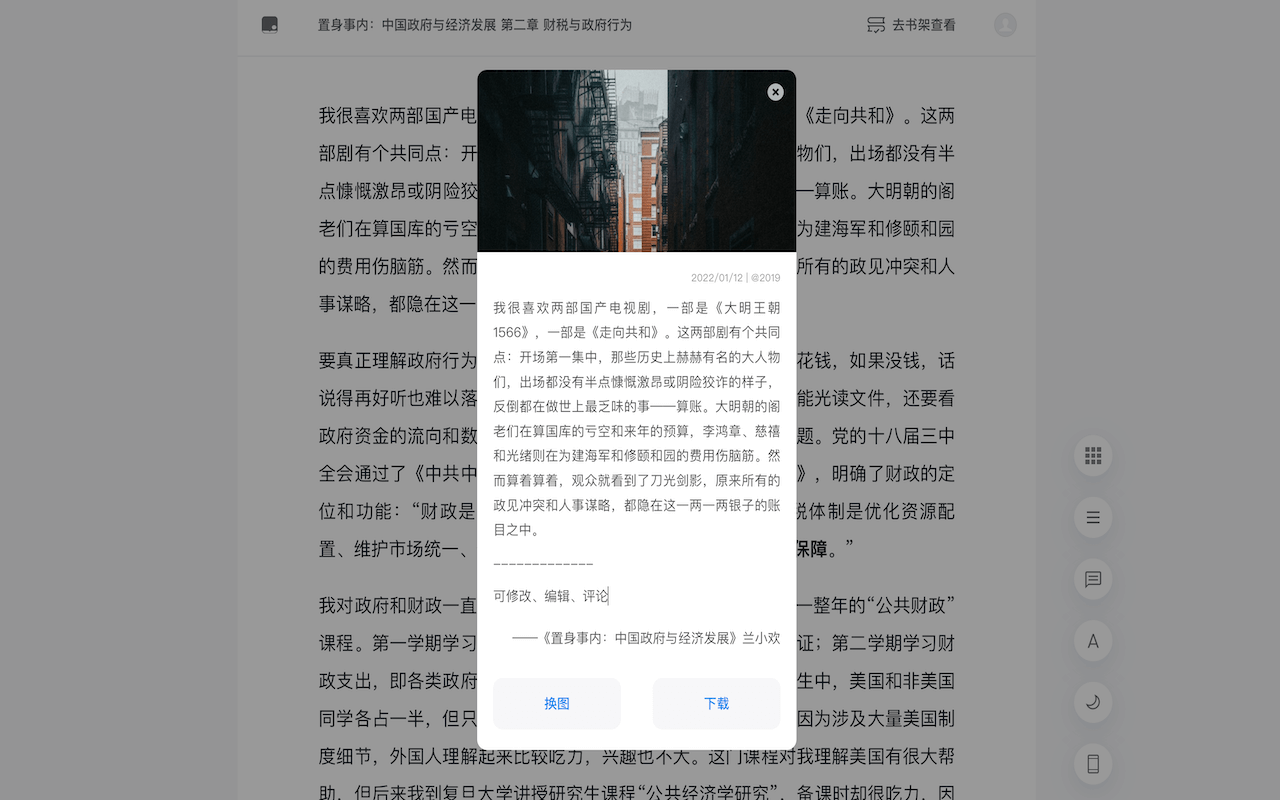 置身事内：中国政府与经济发展 第二章 财税与政府行为
去书架查看
我很喜欢两部国产电
《走向共和》。这两
部剧有个共同点：开
物们，出场都没有半
点慷慨激昂或阴险狡
—算账。大明朝的阁
老们在算国库的亏空
为建海军和修颐和园
的费用伤脑筋。然而
所有的政见冲突和人
事谋略，都隐在这一
要真正理解政府行为
花钱，如果没钱，话
说得再好听也难以落
能光读文件，还要看
政府资金的流向和数
题。党的十八届三中
全会通过了《中共中
》，明确了财政的定
位和功能：“财政是
税体制是优化资源配
置、维护市场统一、
保障。”
我对政府和财政一直
一整年的“公共财政”
课程。第一学期学习
证；第二学期学习财
政支出，即各类政府
生中，美国和非美国
同学各占一半，但只
因为涉及大量美国制
度细节，外国人理解起来比较吃力，兴趣也不大。这门课程对我理解美国有很大帮
助，但后来我到复旦大学讲授研究生课程“公共经济学研究”，备课时却很吃力，因
2022/01/12 | @2019
我很喜欢两部国产电视剧，一部是《大明王朝
1566》，一部是《走向共和》。这两部剧有个共同
点：开场第一集中，那些历史上赫赫有名的大人物
们，出场都没有半点慷慨激昂或阴险狡诈的样子，
反倒都在做世上最乏味的事——算账。大明朝的阁
老们在算国库的亏空和来年的预算，李鸿章、慈禧
和光绪则在为建海军和修颐和园的费用伤脑筋。然
而算着算着，观众就看到了刀光剑影，原来所有的
政见冲突和人事谋略，都隐在这一两一两银子的账
目之中。
-------------
可修改、编辑、评论
——《置身事内：中国政府与经济发展》兰小欢
换图
下载
A